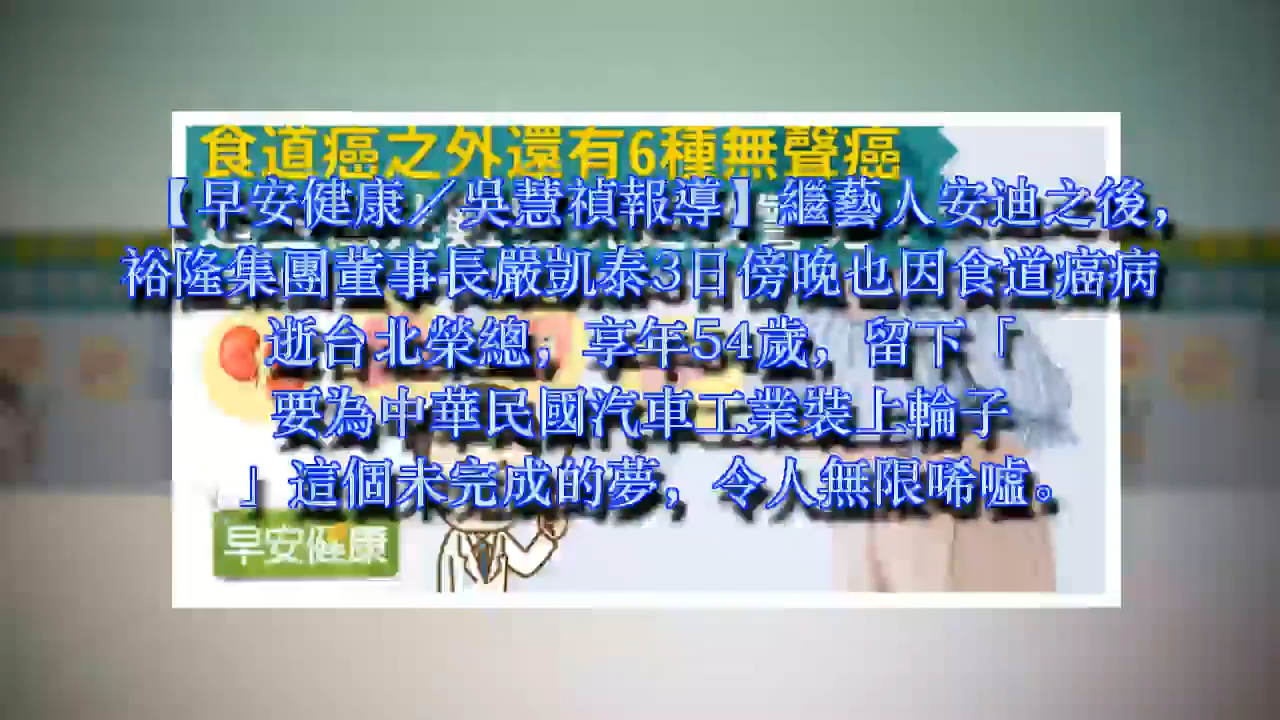 食道癌之外還有6種無聲癌
【早安健康／吳慧禎報導】繼藝人安迪之後，
裕隆集團董事長嚴凱泰3日傍晚也因食道癌病
逝台北榮總，享年54歲，留下「
要為中華民國汽車工業裝上輪子
」這個未完成的夢，令人無限唏噓。
早安健康